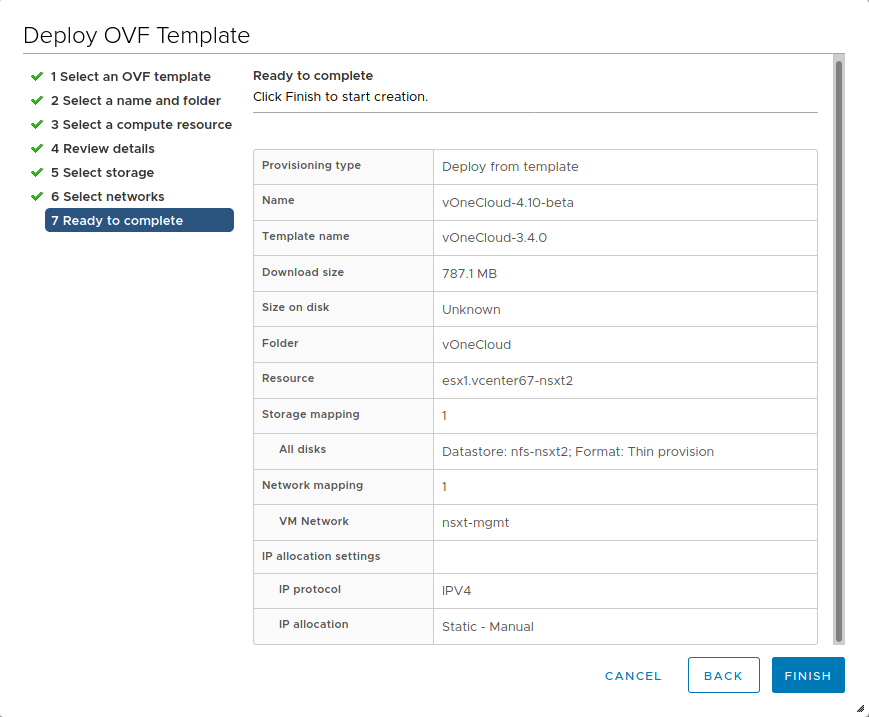 Deploy OVF Template
1 Select an OVF template
2 Select a name and folder
3 Select a compute resource
4 Review details
5 Select storage
6 Select networks
7 Ready to complete
Ready to complete
Click Finish to start creation.
Provisioning type Deploy from template
Name vOneCloud-4.10-beta
Template name vOneCloud-3.4.0
Download size 787.1 MB
Size on disk Unknown
Folder vOneCloud
Resource esx1.vcenter67-nsxt2
Storage mapping 1
All disks Datastore: nfs-nsxt2; Format: Thin provision
Network mapping 1
VM Network nsxt-mgmt
IP allocation settings
IP protocol IPV4
IP allocation Static - Manual
CANCEL BACK FINISH